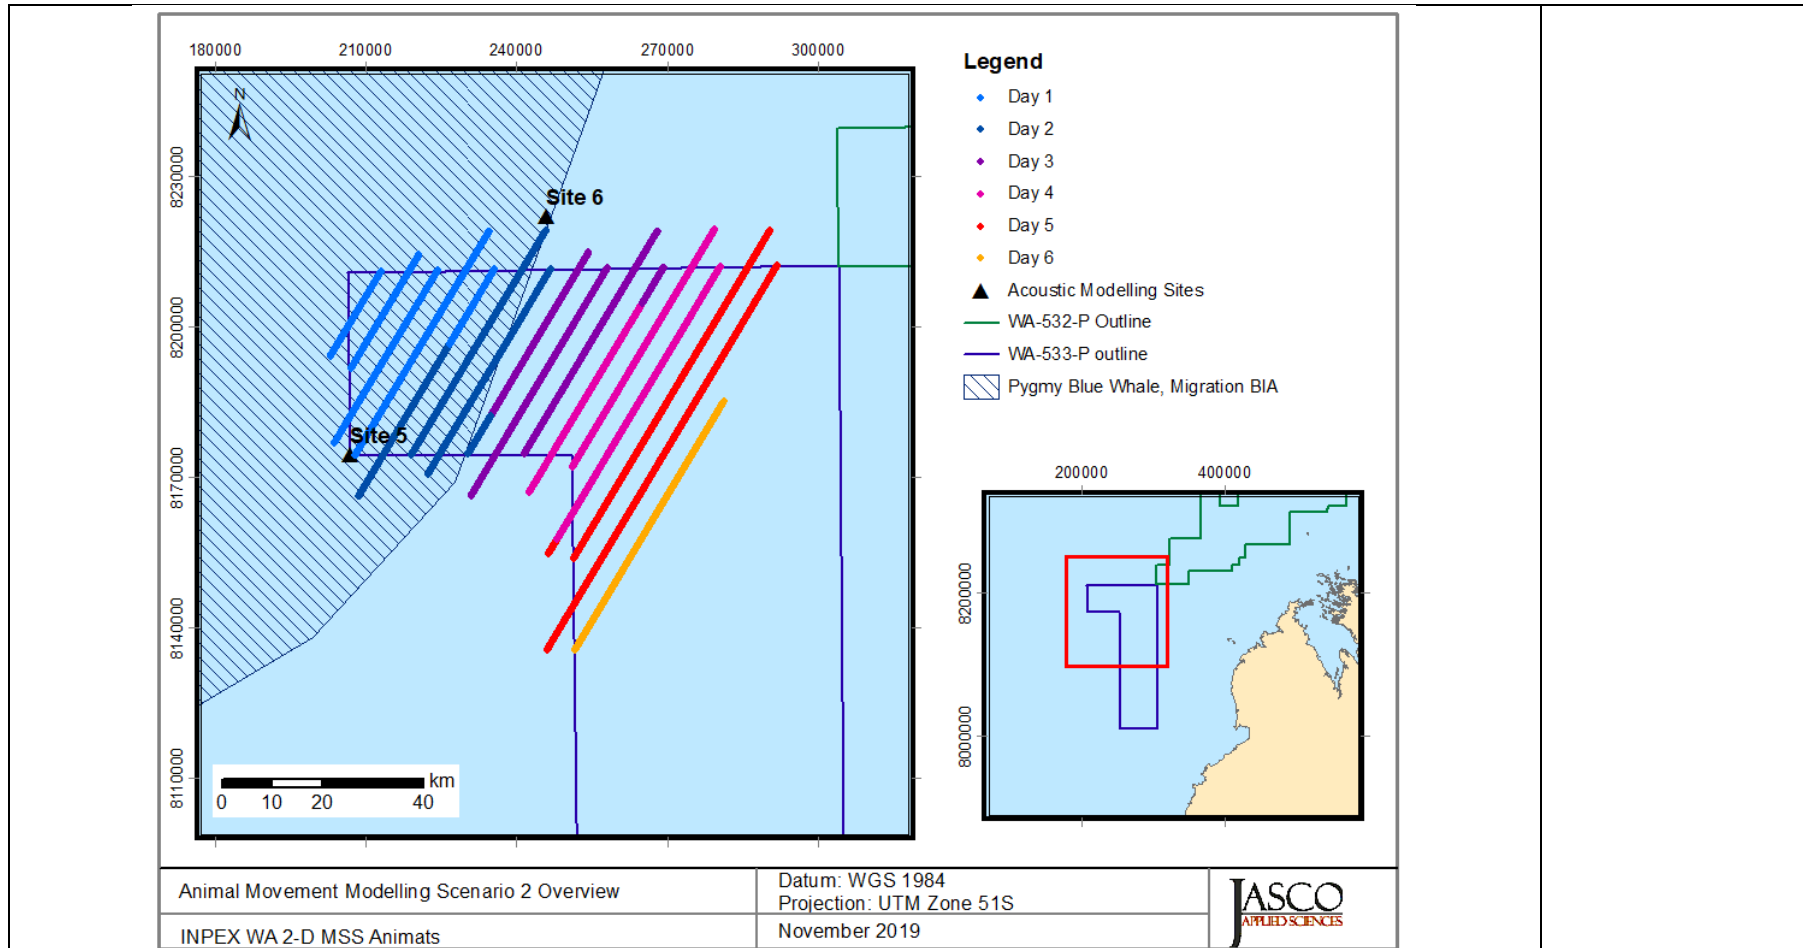 180000 210000 240000 270000 300000
N
8230000
8200000
8170000
8140000
8110000
Site 6
Site 5
km
0 10 20 40
Legend
Day 1
Day 2
Day 3
Day 4
Day 5
Day 6
Acoustic Modelling Sites
WA-532-P Outline
WA-533-P outline
Pygmy Blue Whale, Migration BIA
200000 400000
8200000
8000000
Animal Movement Modelling Scenario 2 Overview
INPEX WA 2-D MSS Animats
Datum: WGS 1984
Projection: UTM Zone 51S
November 2019
JASCO
APPLIED SCIENCES